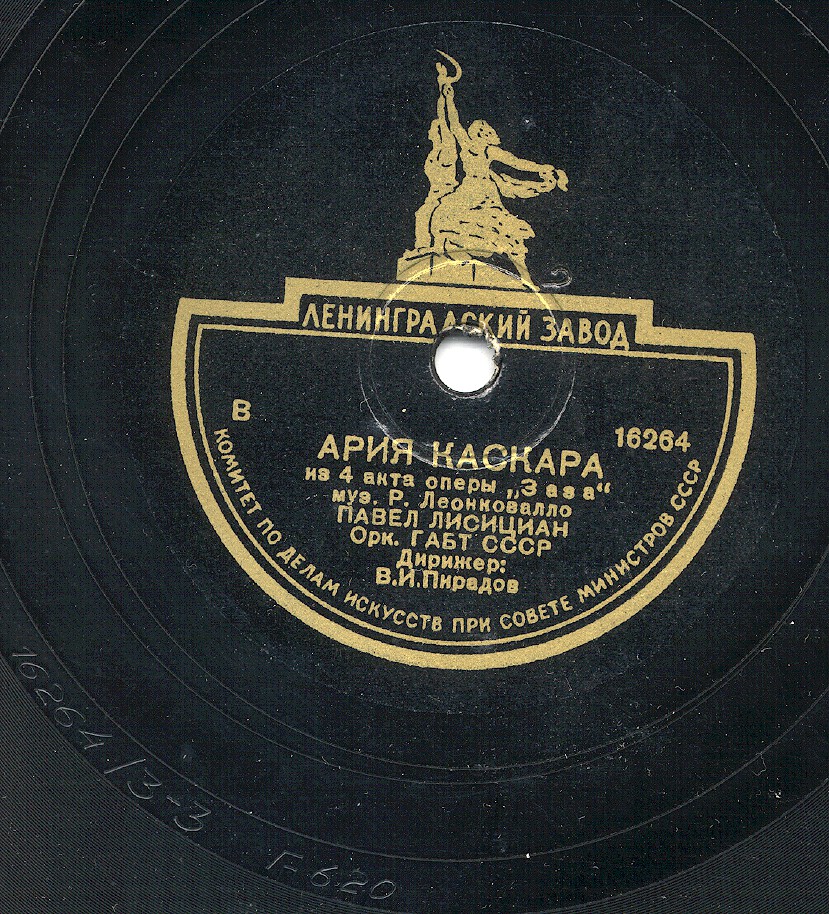 ЛЕНИНГРАДСКИЙ ЗАВОД
В
16264
АРИЯ КАСКАРА
из 4 акта оперы „Заза“
муз. Р. Леонковалло
ПАВЕЛ ЛИСИЦИАН
Орк. ГАБТ СССР
Дирижер:
В.И.Пирадов
КОМИТЕТ ПО ДЕЛАМ ИСКУССТВ ПРИ СОВЕТЕ МИНИСТРОВ СССР
16264/3-3
Г-620